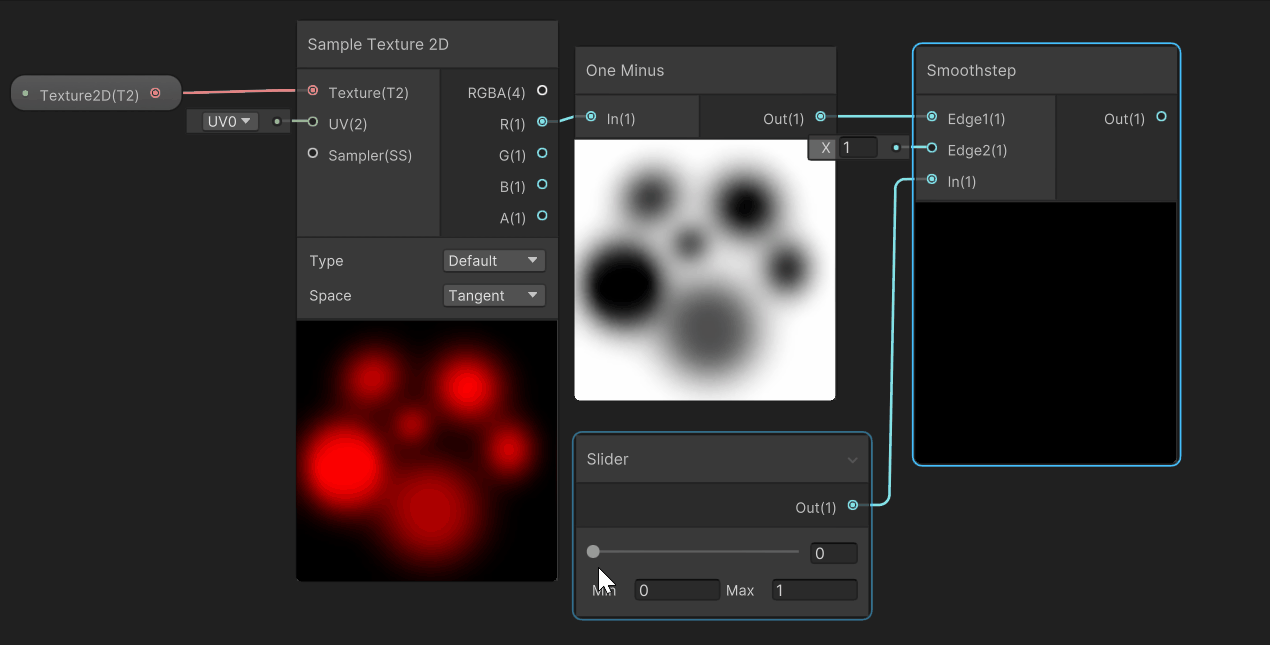 Texture2D(T2)
UV0
Sample Texture 2D
Texture(T2)
UV(2)
Sampler(SS)
RGBA(4)
R(1)
G(1)
B(1)
A(1)
Type
Default
Space
Tangent
One Minus
In(1)
Out(1)
X 1
Smoothstep
Edge1(1)
Edge2(1)
In(1)
Out(1)
Slider
Out(1)
0
Min 0 Max 1